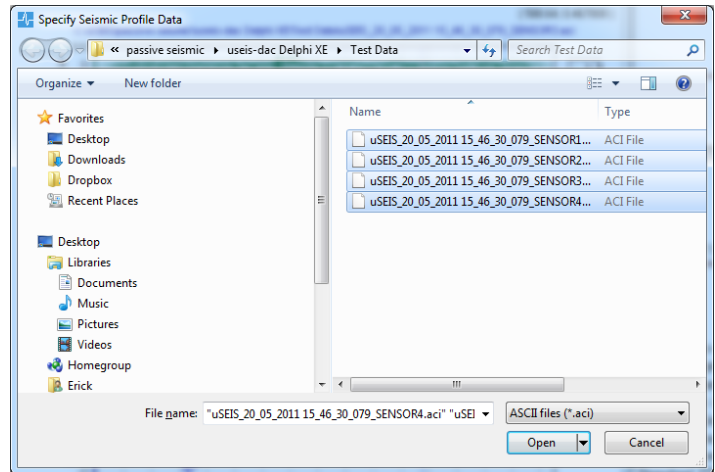 Specify Seismic Profile Data
« passive seismic ▸ useis-dac Delphi XE ▸ Test Data
Search Test Data
Organize ▾ New folder
Name Type
Favorites
Desktop
Downloads
Dropbox
Recent Places
Desktop
Libraries
Documents
Music
Pictures
Videos
Homegroup
Erick
uSEIS_20_05_2011 15_46_30_079_SENSOR1... ACI File
uSEIS_20_05_2011 15_46_30_079_SENSOR2... ACI File
uSEIS_20_05_2011 15_46_30_079_SENSOR3... ACI File
uSEIS_20_05_2011 15_46_30_079_SENSOR4... ACI File
File name: "uSEIS_20_05_2011 15_46_30_079_SENSOR4.aci" "uSEI
ASCII files (*.aci)
Open Cancel